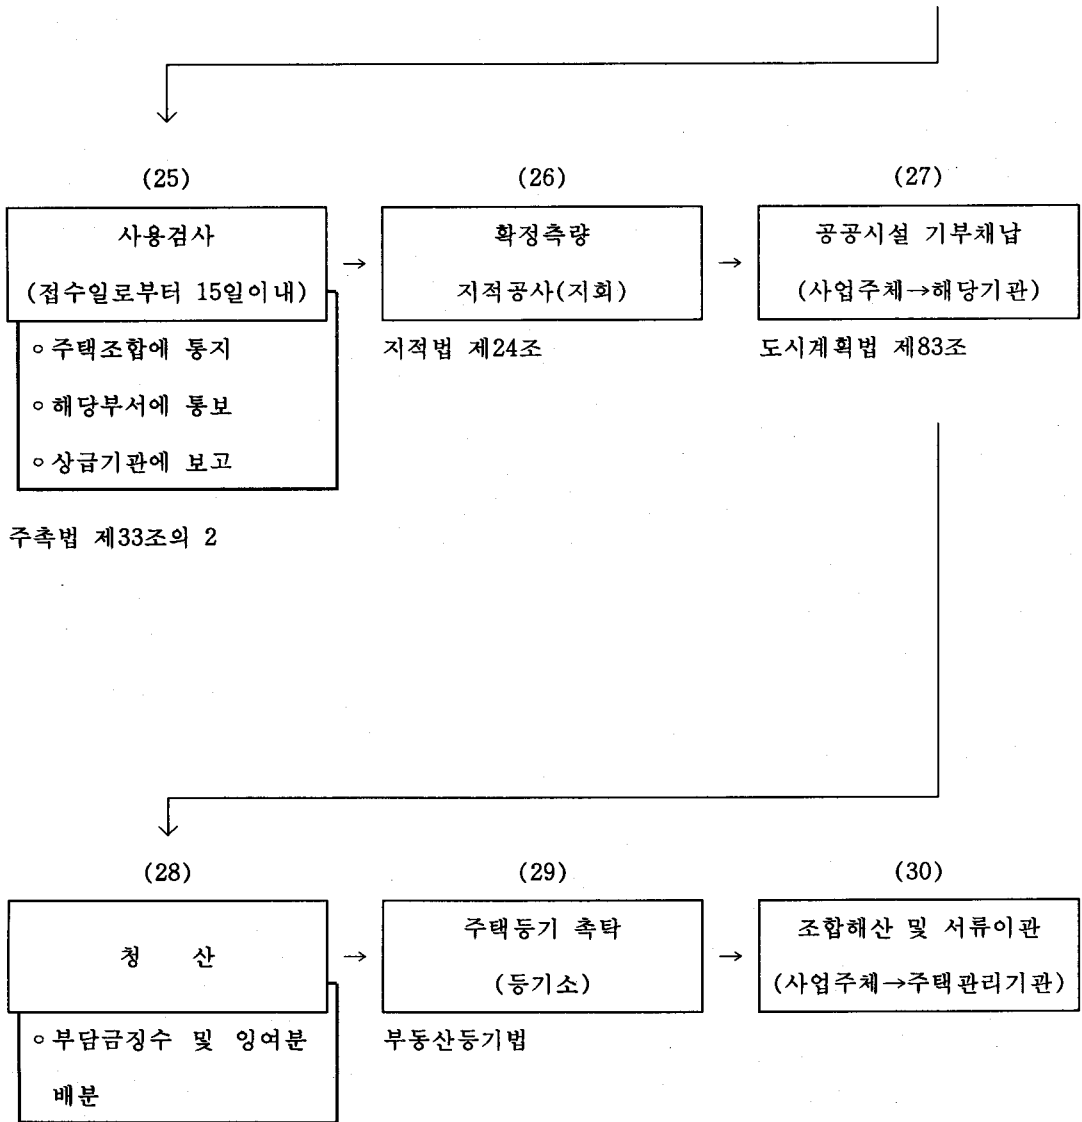 (25)
사용검사
(접수일로부터 15일이내)
ㅇ주택조합에 통지
ㅇ해당부서에 통보
ㅇ상급기관에 보고
주촉법 제33조의 2
→
(26)
확정측량
지적공사(지회)
지적법 제24조
→
(27)
공공시설 기부채납
(사업주체→해당기관)
도시계획법 제83조
(28)
청 산
ㅇ부담금징수 및 잉여분
배분
→
(29)
주택등기 촉탁
(등기소)
부동산등기법
→
(30)
조합해산 및 서류이관
(사업주체→주택관리기관)